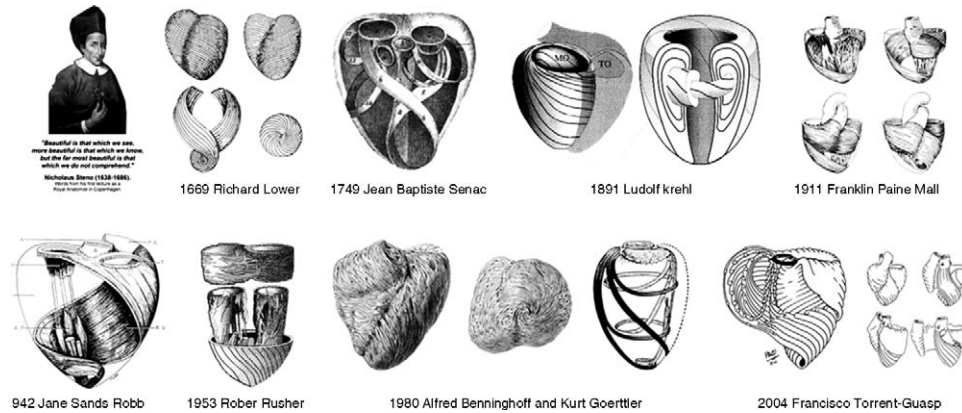 "Beautiful is that which we see,
more beautiful is that which we know,
but the far most beautiful is that
which we do not comprehend."
Nicholaus Steno (1638-1686).
Words from his first lecture as a
Royal Anatomist in Copenhagen
1669 Richard Lower
1749 Jean Baptiste Senac
MO
TO
1891 Ludolf krehl
1911 Franklin Paine Mall
942 Jane Sands Robb
1953 Rober Rusher
1980 Alfred Benninghoff and Kurt Goerttler
2004 Francisco Torrent-Guasp